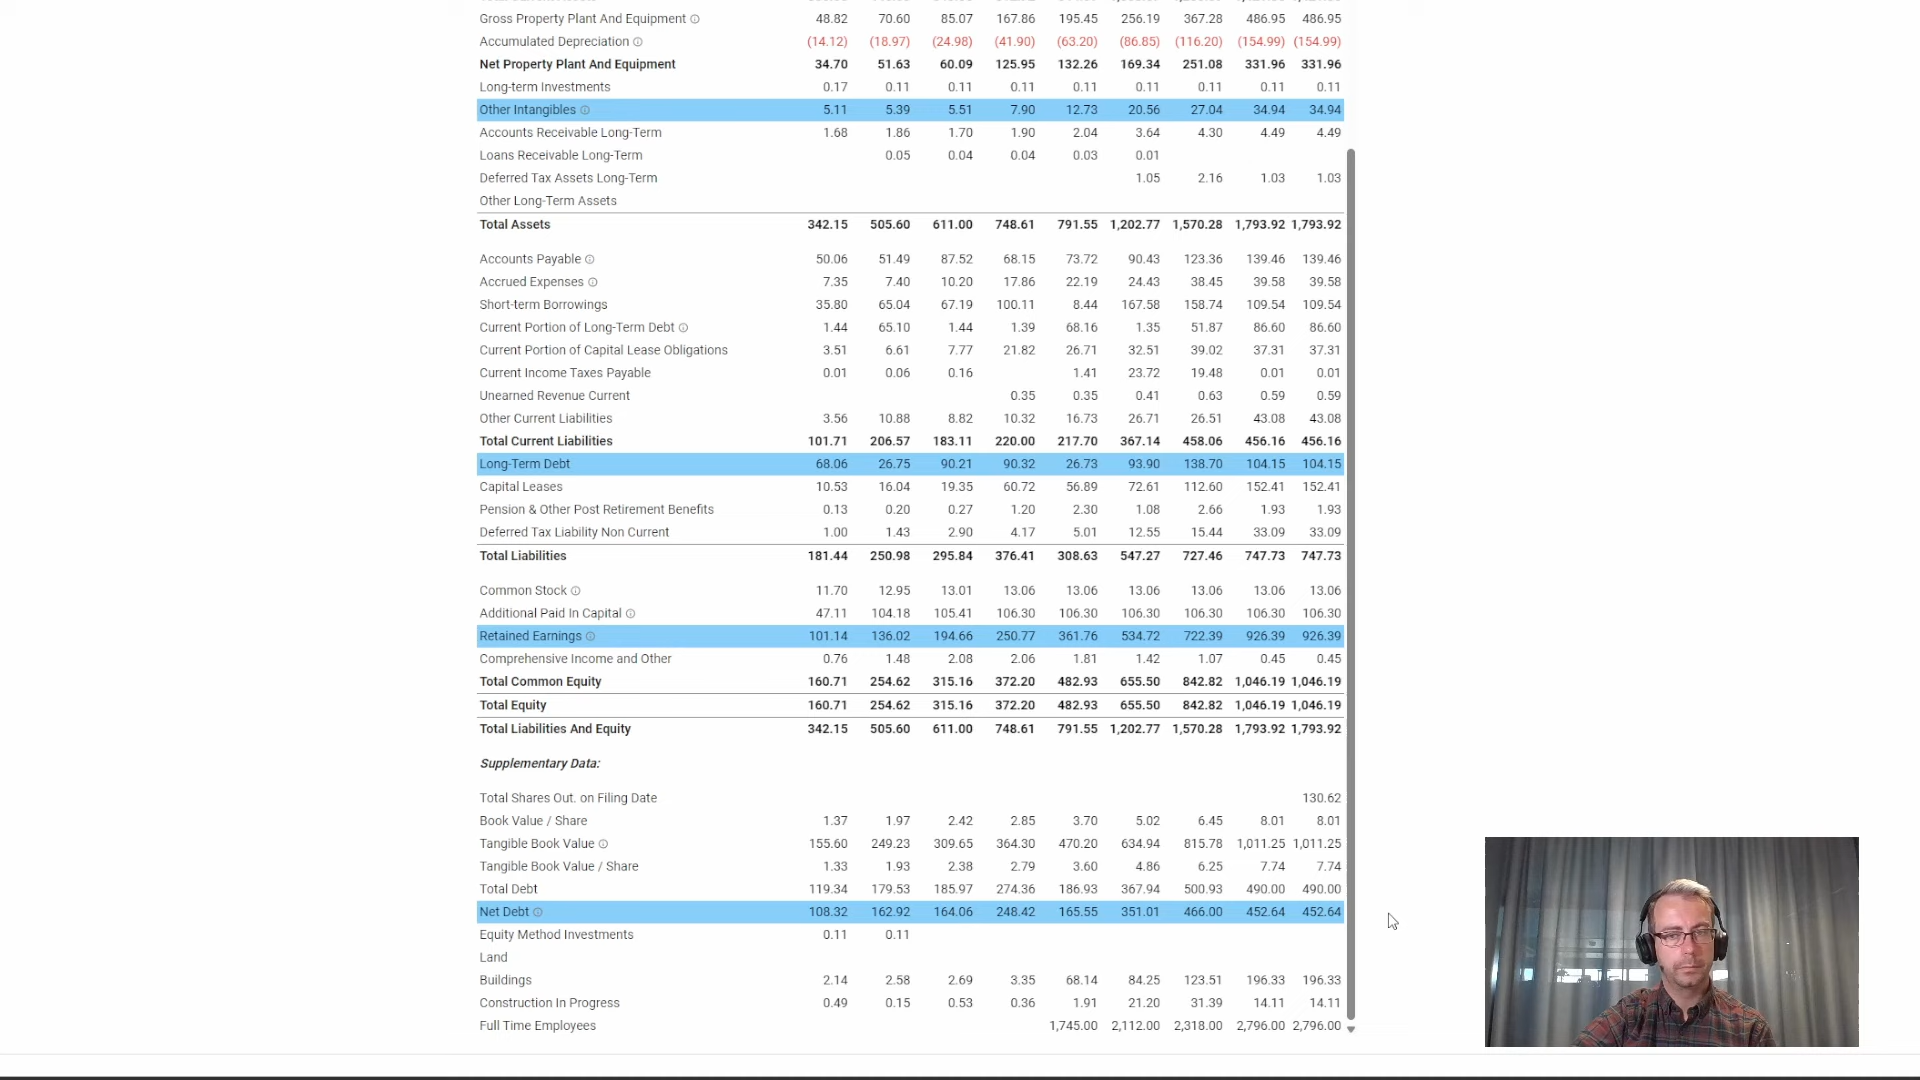 Gross Property Plant And Equipment 48.82 70.60 85.07 167.86 195.45 256.19 367.28 486.95 486.95
Accumulated Depreciation (14.12) (18.97) (24.98) (41.90) (63.20) (86.85) (116.20) (154.99) (154.99)
Net Property Plant And Equipment 34.70 51.63 60.09 125.95 132.26 169.34 251.08 331.96 331.96
Long-term Investments 0.17 0.11 0.11 0.11 0.11 0.11 0.11 0.11 0.11
Other Intangibles 5.11 5.39 5.51 7.90 12.73 20.56 27.04 34.94 34.94
Accounts Receivable Long-Term 1.68 1.86 1.70 1.90 2.04 3.64 4.30 4.49 4.49
Loans Receivable Long-Term 0.05 0.04 0.04 0.03 0.01
Deferred Tax Assets Long-Term 1.05 2.16 1.03 1.03
Other Long-Term Assets
Total Assets 342.15 505.60 611.00 748.61 791.55 1,202.77 1,570.28 1,793.92 1,793.92
Accounts Payable 50.06 51.49 87.52 68.15 73.72 90.43 123.36 139.46 139.46
Accrued Expenses 7.35 7.40 10.20 17.86 22.19 24.43 38.45 39.58 39.58
Short-term Borrowings 35.80 65.04 67.19 100.11 8.44 167.58 158.74 109.54 109.54
Current Portion of Long-Term Debt 1.44 65.10 1.44 1.39 68.16 1.35 51.87 86.60 86.60
Current Portion of Capital Lease Obligations 3.51 6.61 7.77 21.82 26.71 32.51 39.02 37.31 37.31
Current Income Taxes Payable 0.01 0.06 0.16 1.41 23.72 19.48 0.01 0.01
Unearned Revenue Current 0.35 0.35 0.41 0.63 0.59 0.59
Other Current Liabilities 3.56 10.88 8.82 10.32 16.73 26.71 26.51 43.08 43.08
Total Current Liabilities 101.71 206.57 183.11 220.00 217.70 367.14 458.06 456.16 456.16
Long-Term Debt 68.06 26.75 90.21 90.32 26.73 93.90 138.70 104.15 104.15
Capital Leases 10.53 16.04 19.35 60.72 56.89 72.61 112.60 152.41 152.41
Pension & Other Post Retirement Benefits 0.13 0.20 0.27 1.20 2.30 1.08 2.66 1.93 1.93
Deferred Tax Liability Non Current 1.00 1.43 2.90 4.17 5.01 12.55 15.44 33.09 33.09
Total Liabilities 181.44 250.98 295.84 376.41 308.63 547.27 727.46 747.73 747.73
Common Stock 11.70 12.95 13.01 13.06 13.06 13.06 13.06 13.06 13.06
Additional Paid In Capital 47.11 104.18 105.41 106.30 106.30 106.30 106.30 106.30 106.30
Retained Earnings 101.14 136.02 194.66 250.77 361.76 534.72 722.39 926.39 926.39
Comprehensive Income and Other 0.76 1.48 2.08 2.06 1.81 1.42 1.07 0.45 0.45
Total Common Equity 160.71 254.62 315.16 372.20 482.93 655.50 842.82 1,046.19 1,046.19
Total Equity 160.71 254.62 315.16 372.20 482.93 655.50 842.82 1,046.19 1,046.19
Total Liabilities And Equity 342.15 505.60 611.00 748.61 791.55 1,202.77 1,570.28 1,793.92 1,793.92
Supplementary Data:
Total Shares Out. on Filing Date 130.62
Book Value / Share 1.37 1.97 2.42 2.85 3.70 5.02 6.45 8.01 8.01
Tangible Book Value 155.60 249.23 309.65 364.30 470.20 634.94 815.78 1,011.25 1,011.25
Tangible Book Value / Share 1.33 1.93 2.38 2.79 3.60 4.86 6.25 7.74 7.74
Total Debt 119.34 179.53 185.97 274.36 186.93 367.94 500.93 490.00 490.00
Net Debt 108.32 162.92 164.06 248.42 165.55 351.01 466.00 452.64 452.64
Equity Method Investments 0.11 0.11
Land
Buildings 2.14 2.58 2.69 3.35 68.14 84.25 123.51 196.33 196.33
Construction In Progress 0.49 0.15 0.53 0.36 1.91 21.20 31.39 14.11 14.11
Full Time Employees 1,745.00 2,112.00 2,318.00 2,796.00 2,796.00